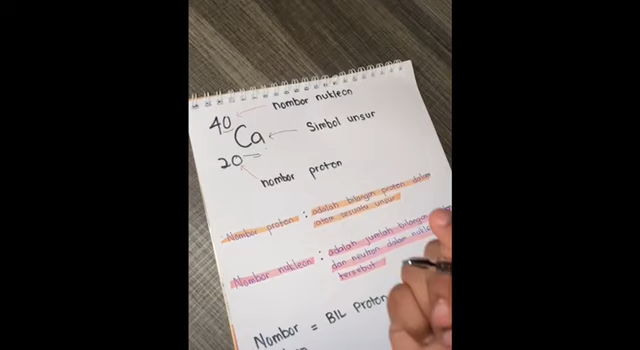 40 nombor nukleon
Ca Simbol unsur
20 nombor proton
Nombor proton : adalah bilangan proton dalam
atom sesuatu unsur
Nombor nukleon : adalah jumlah bilangan
dan neutron dalam
tersebut
Nombor = BIL Proton